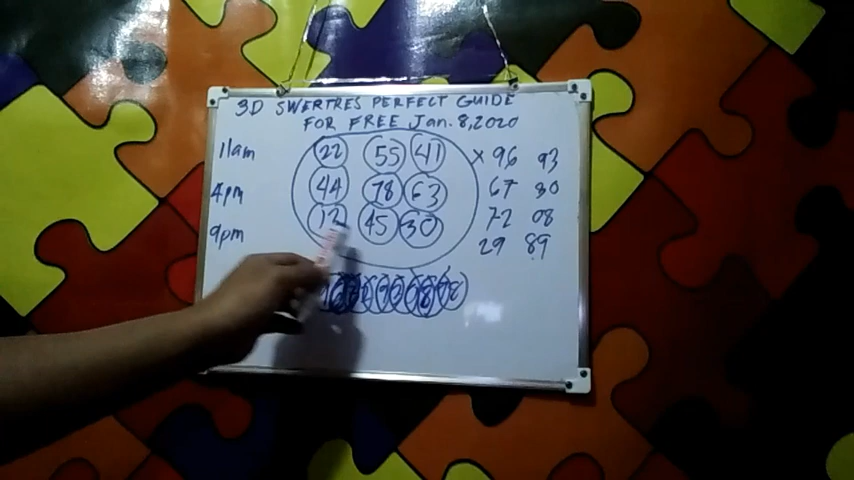 3D SWERTRES PERFECT GUIDE
FOR FREE Jan. 8, 2020
11am 22 55 41 X 96 93
4pm 44 78 63 67 30
9pm 12 45 30 72 08
29 89